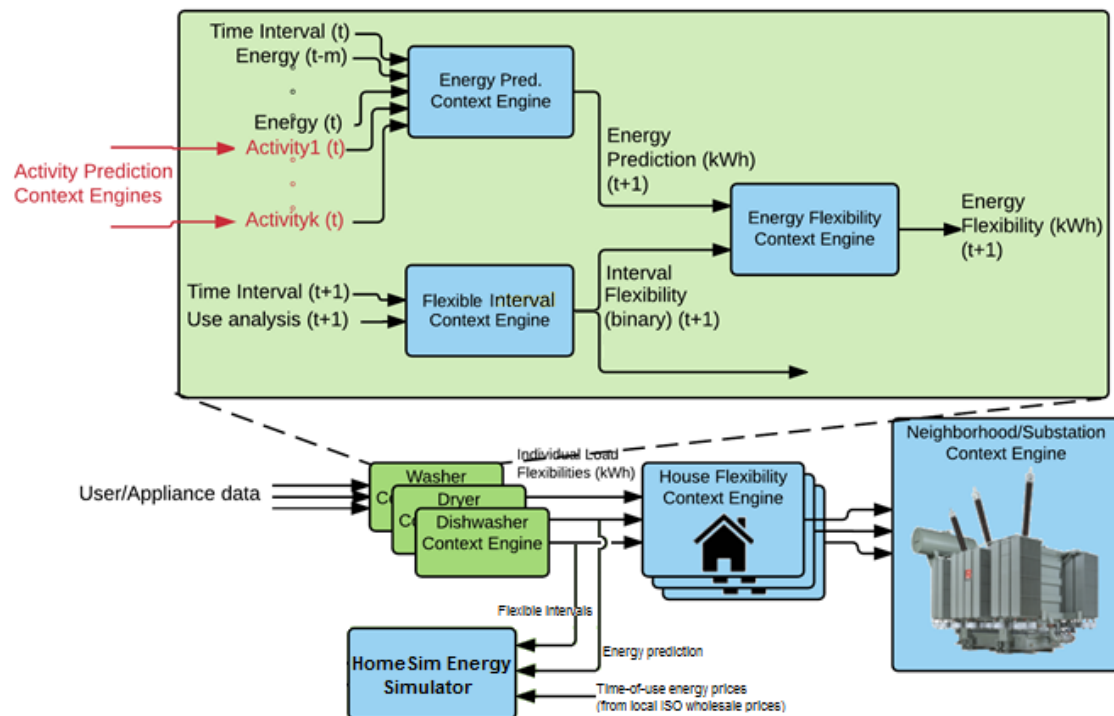 Time Interval (t)
Energy (t-m)
Energy (t)
Activity1 (t)
Activityk (t)
Activity Prediction
Context Engines
Energy Pred.
Context Engine
Energy
Prediction (kWh)
(t+1)
Energy Flexibility
Context Engine
Energy
Flexibility (kWh)
(t+1)
Time Interval (t+1)
Use analysis (t+1)
Flexible Interval
Context Engine
Interval
Flexibility
(binary) (t+1)
User/Appliance data
Washer
Dryer
Dishwasher
Context Engine
Individual Load
Flexibilities (kWh)
House Flexibility
Context Engine
Neighborhood/Substation
Context Engine
Flexible Intervals
Energy prediction
Time-of-use energy prices
(from local ISO wholesale prices)
HomeSim Energy
Simulator